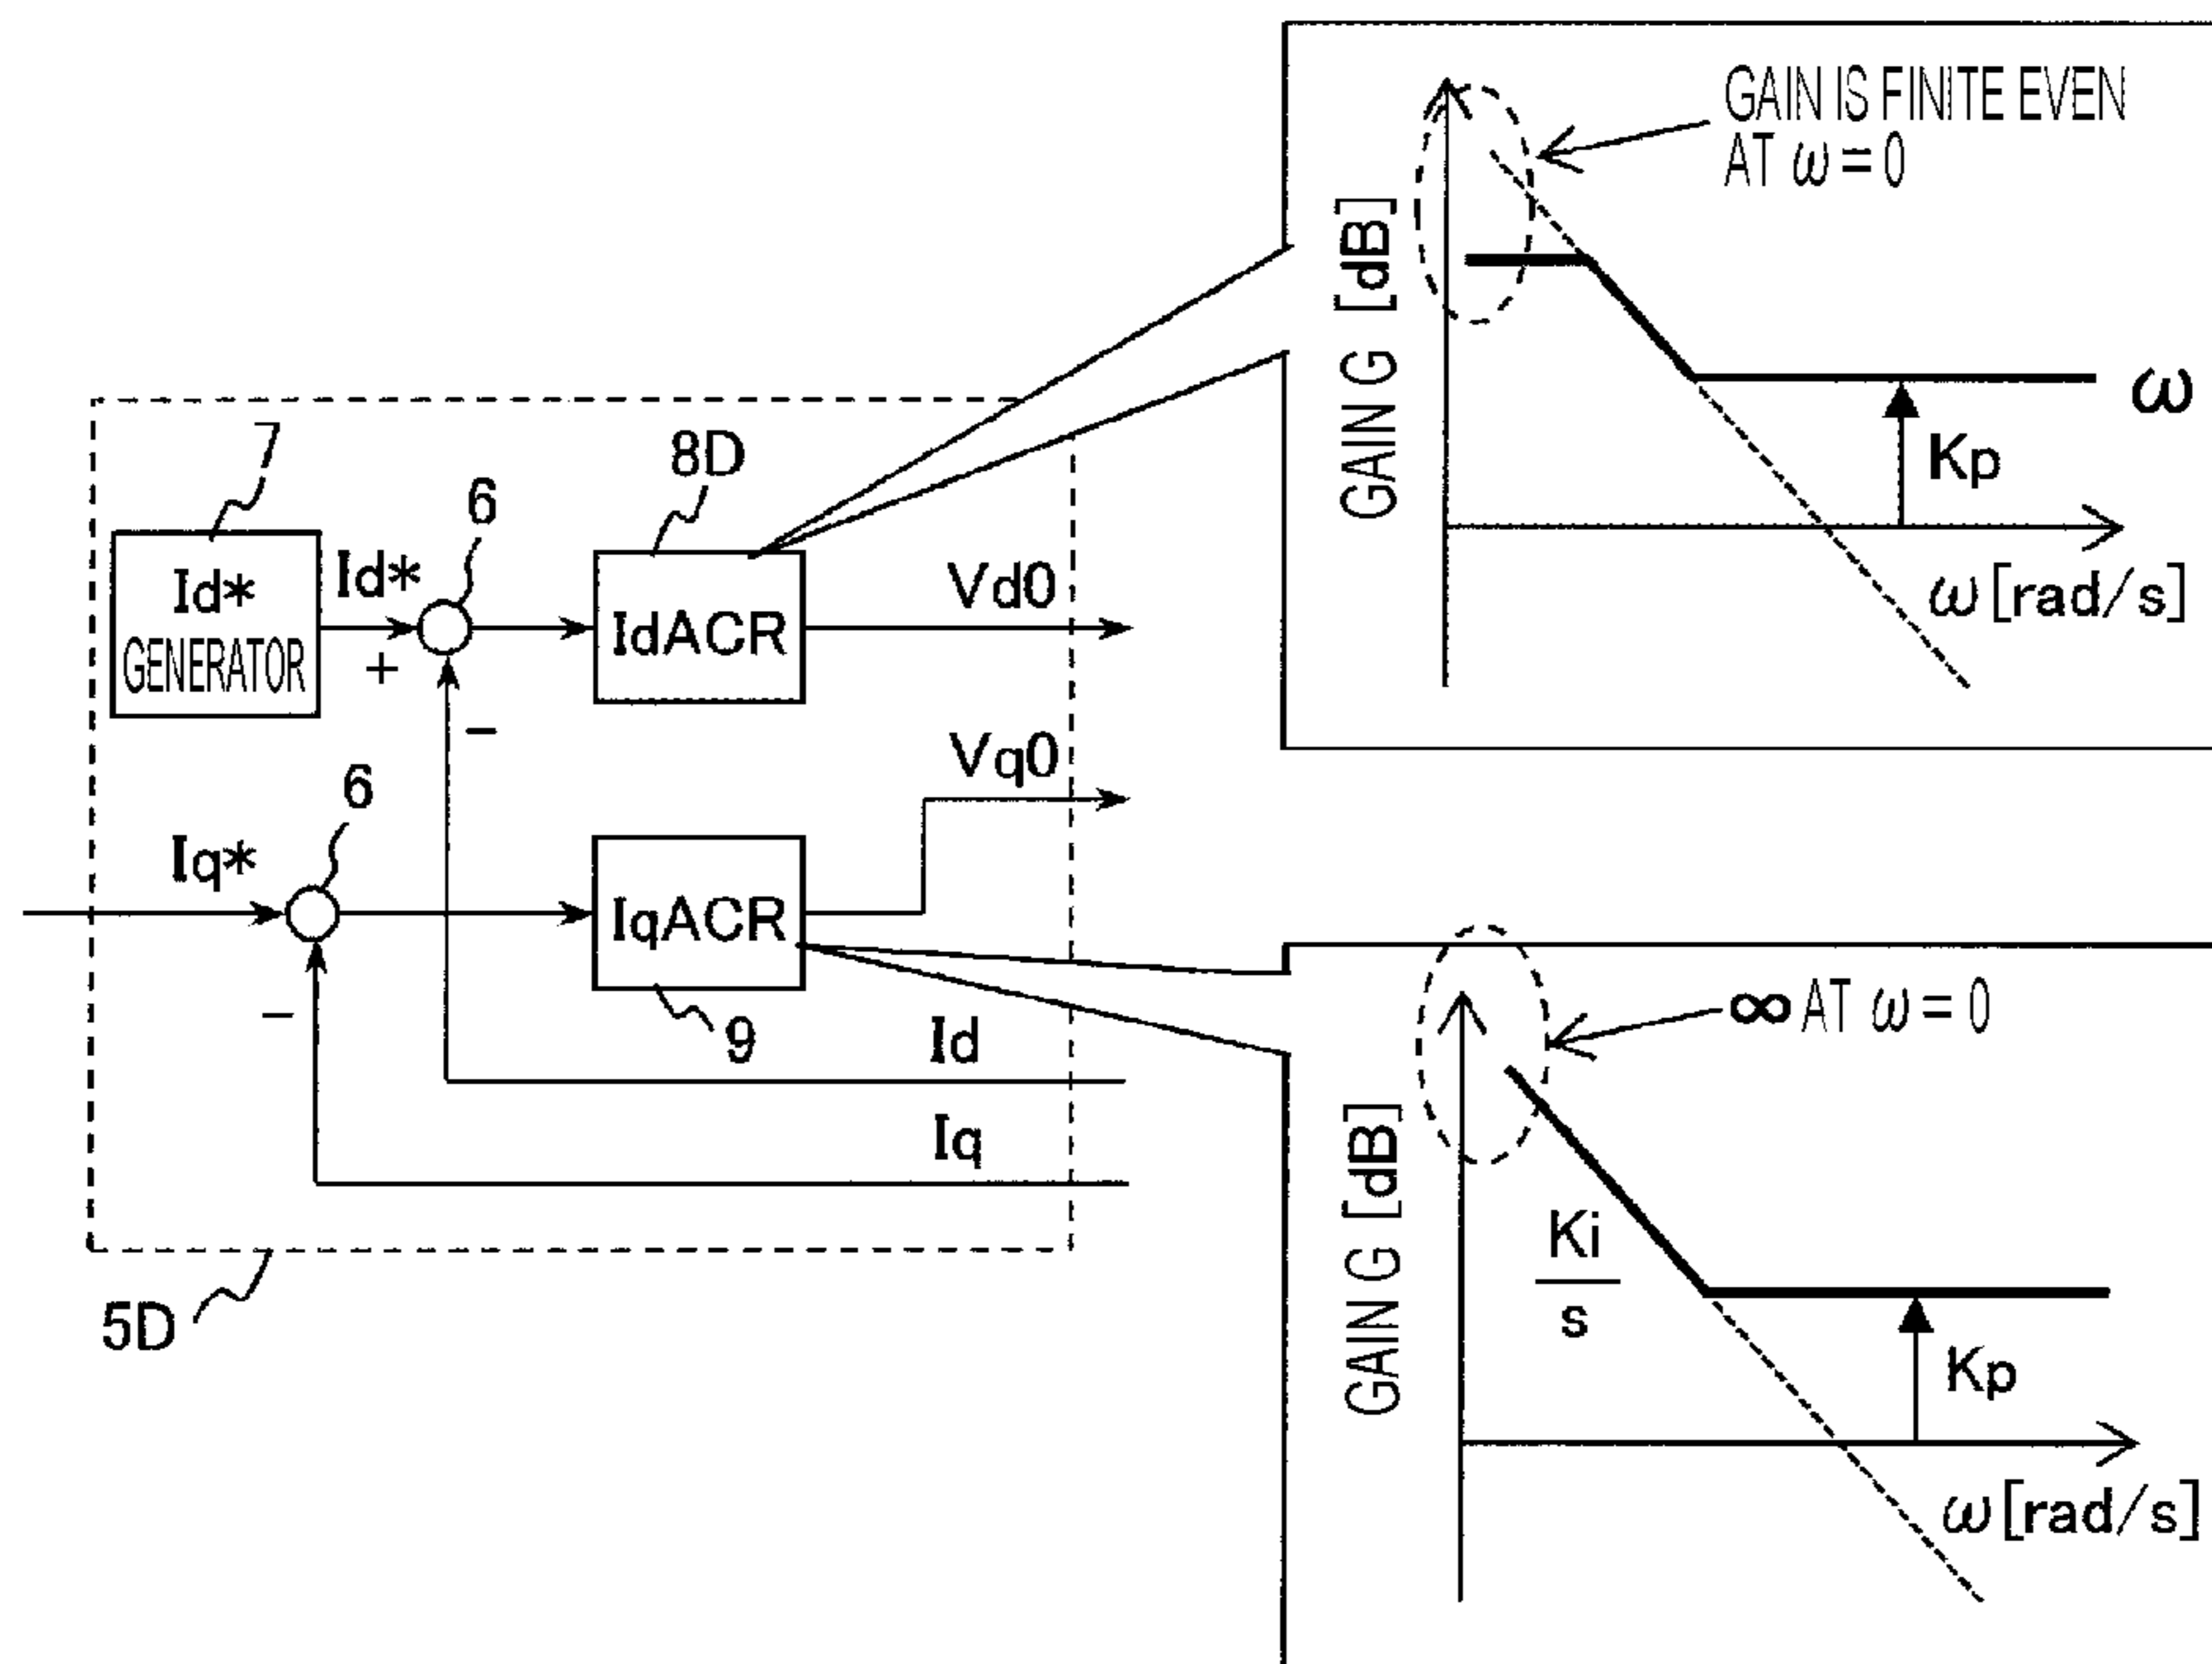 7
Id*
GENERATOR
Id*
+
−
6
8D
IdACR
Vd0
Iq*
6
−
IqACR
9
Vq0
Id
Iq
5D
GAIN IS FINITE EVEN
AT ω = 0
GAIN G [dB]
Kp
ω
ω [rad/s]
∞ AT ω = 0
GAIN G [dB]
Ki
s
Kp
ω [rad/s]